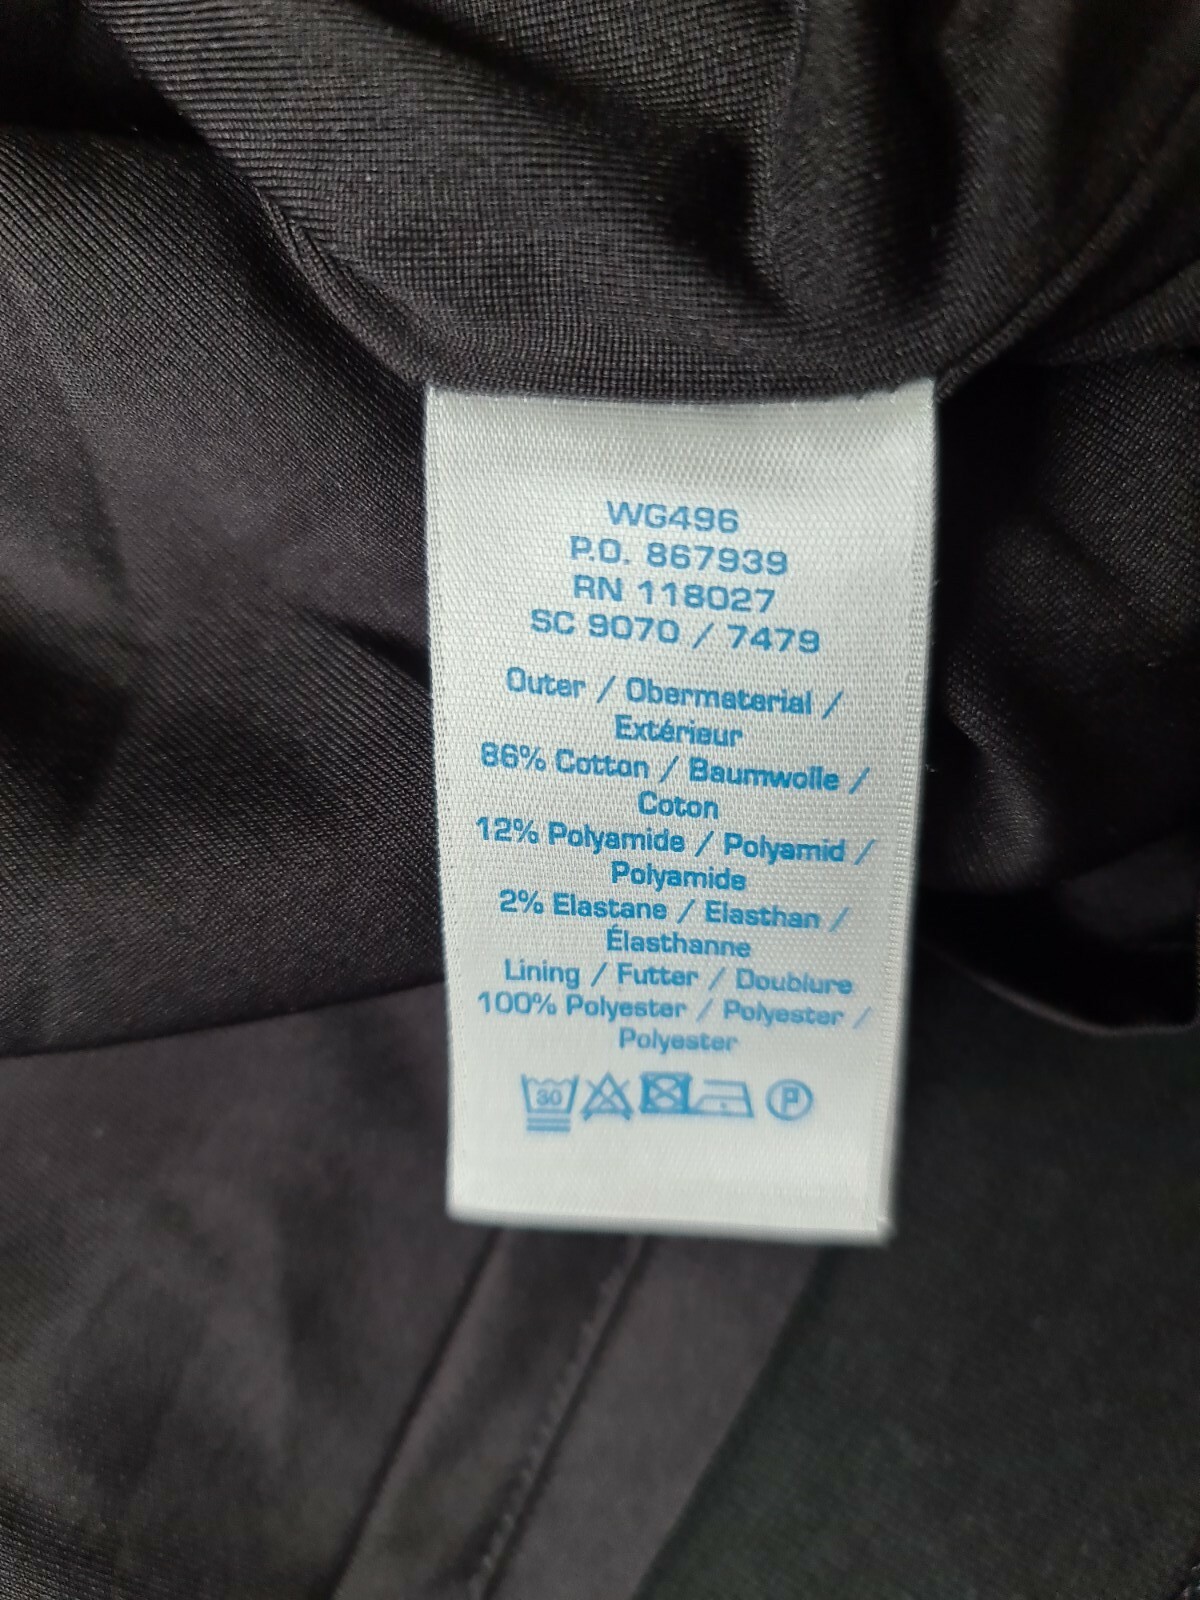 WG496
P.O. 867939
RN 118027
SC 9070 / 7479
Outer / Obermaterial /
Extérieur
86% Cotton / Baumwolle /
Coton
12% Polyamide / Polyamid /
Polyamide
2% Elastane / Elasthan /
Élasthanne
Lining / Futter / Doublure
100% Polyester / Polyester /
Polyester
30 P